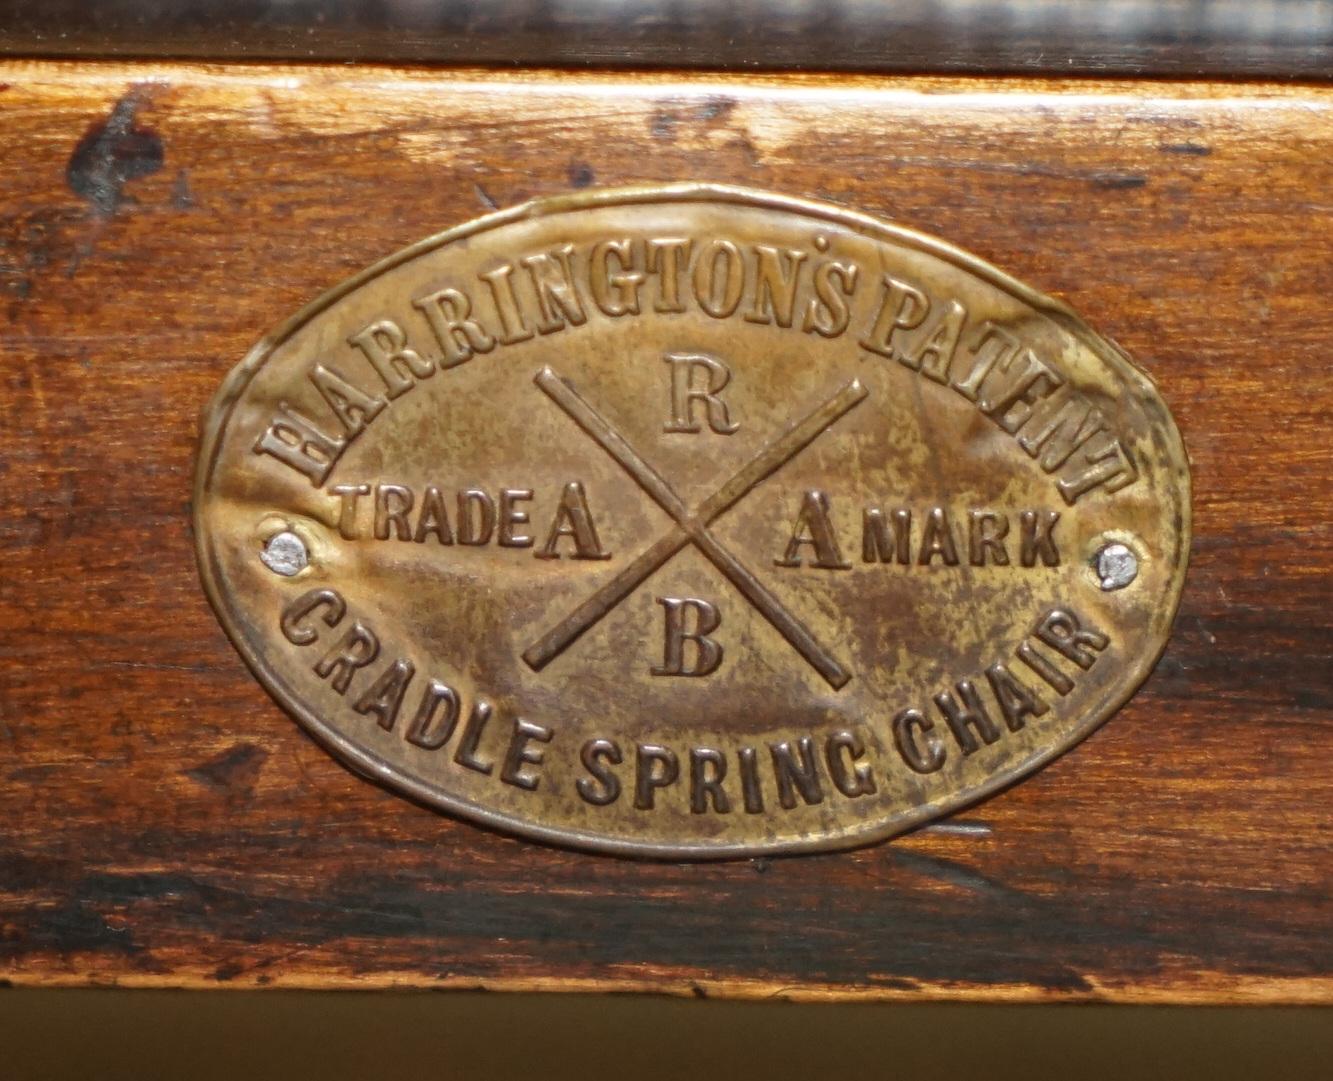 HARRINGTON'S PATENT
R
TRADE A A MARK
B
CRADLE SPRING CHAIR